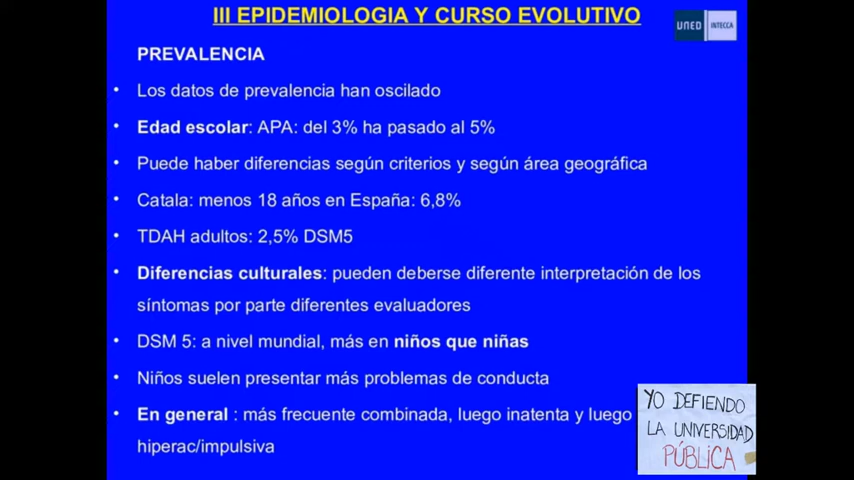 III EPIDEMIOLOGIA Y CURSO EVOLUTIVO
UNED INTECCA
PREVALENCIA
• Los datos de prevalencia han oscilado
• Edad escolar: APA: del 3% ha pasado al 5%
• Puede haber diferencias según criterios y según área geográfica
• Catala: menos 18 años en España: 6,8%
• TDAH adultos: 2,5% DSM5
• Diferencias culturales: pueden deberse diferente interpretación de los
síntomas por parte diferentes evaluadores
• DSM 5: a nivel mundial, más en niños que niñas
• Niños suelen presentar más problemas de conducta
• En general : más frecuente combinada, luego inatenta y luego
hiperac/impulsiva
YO DEFIENDO
LA UNIVERSIDAD
PÚBLICA